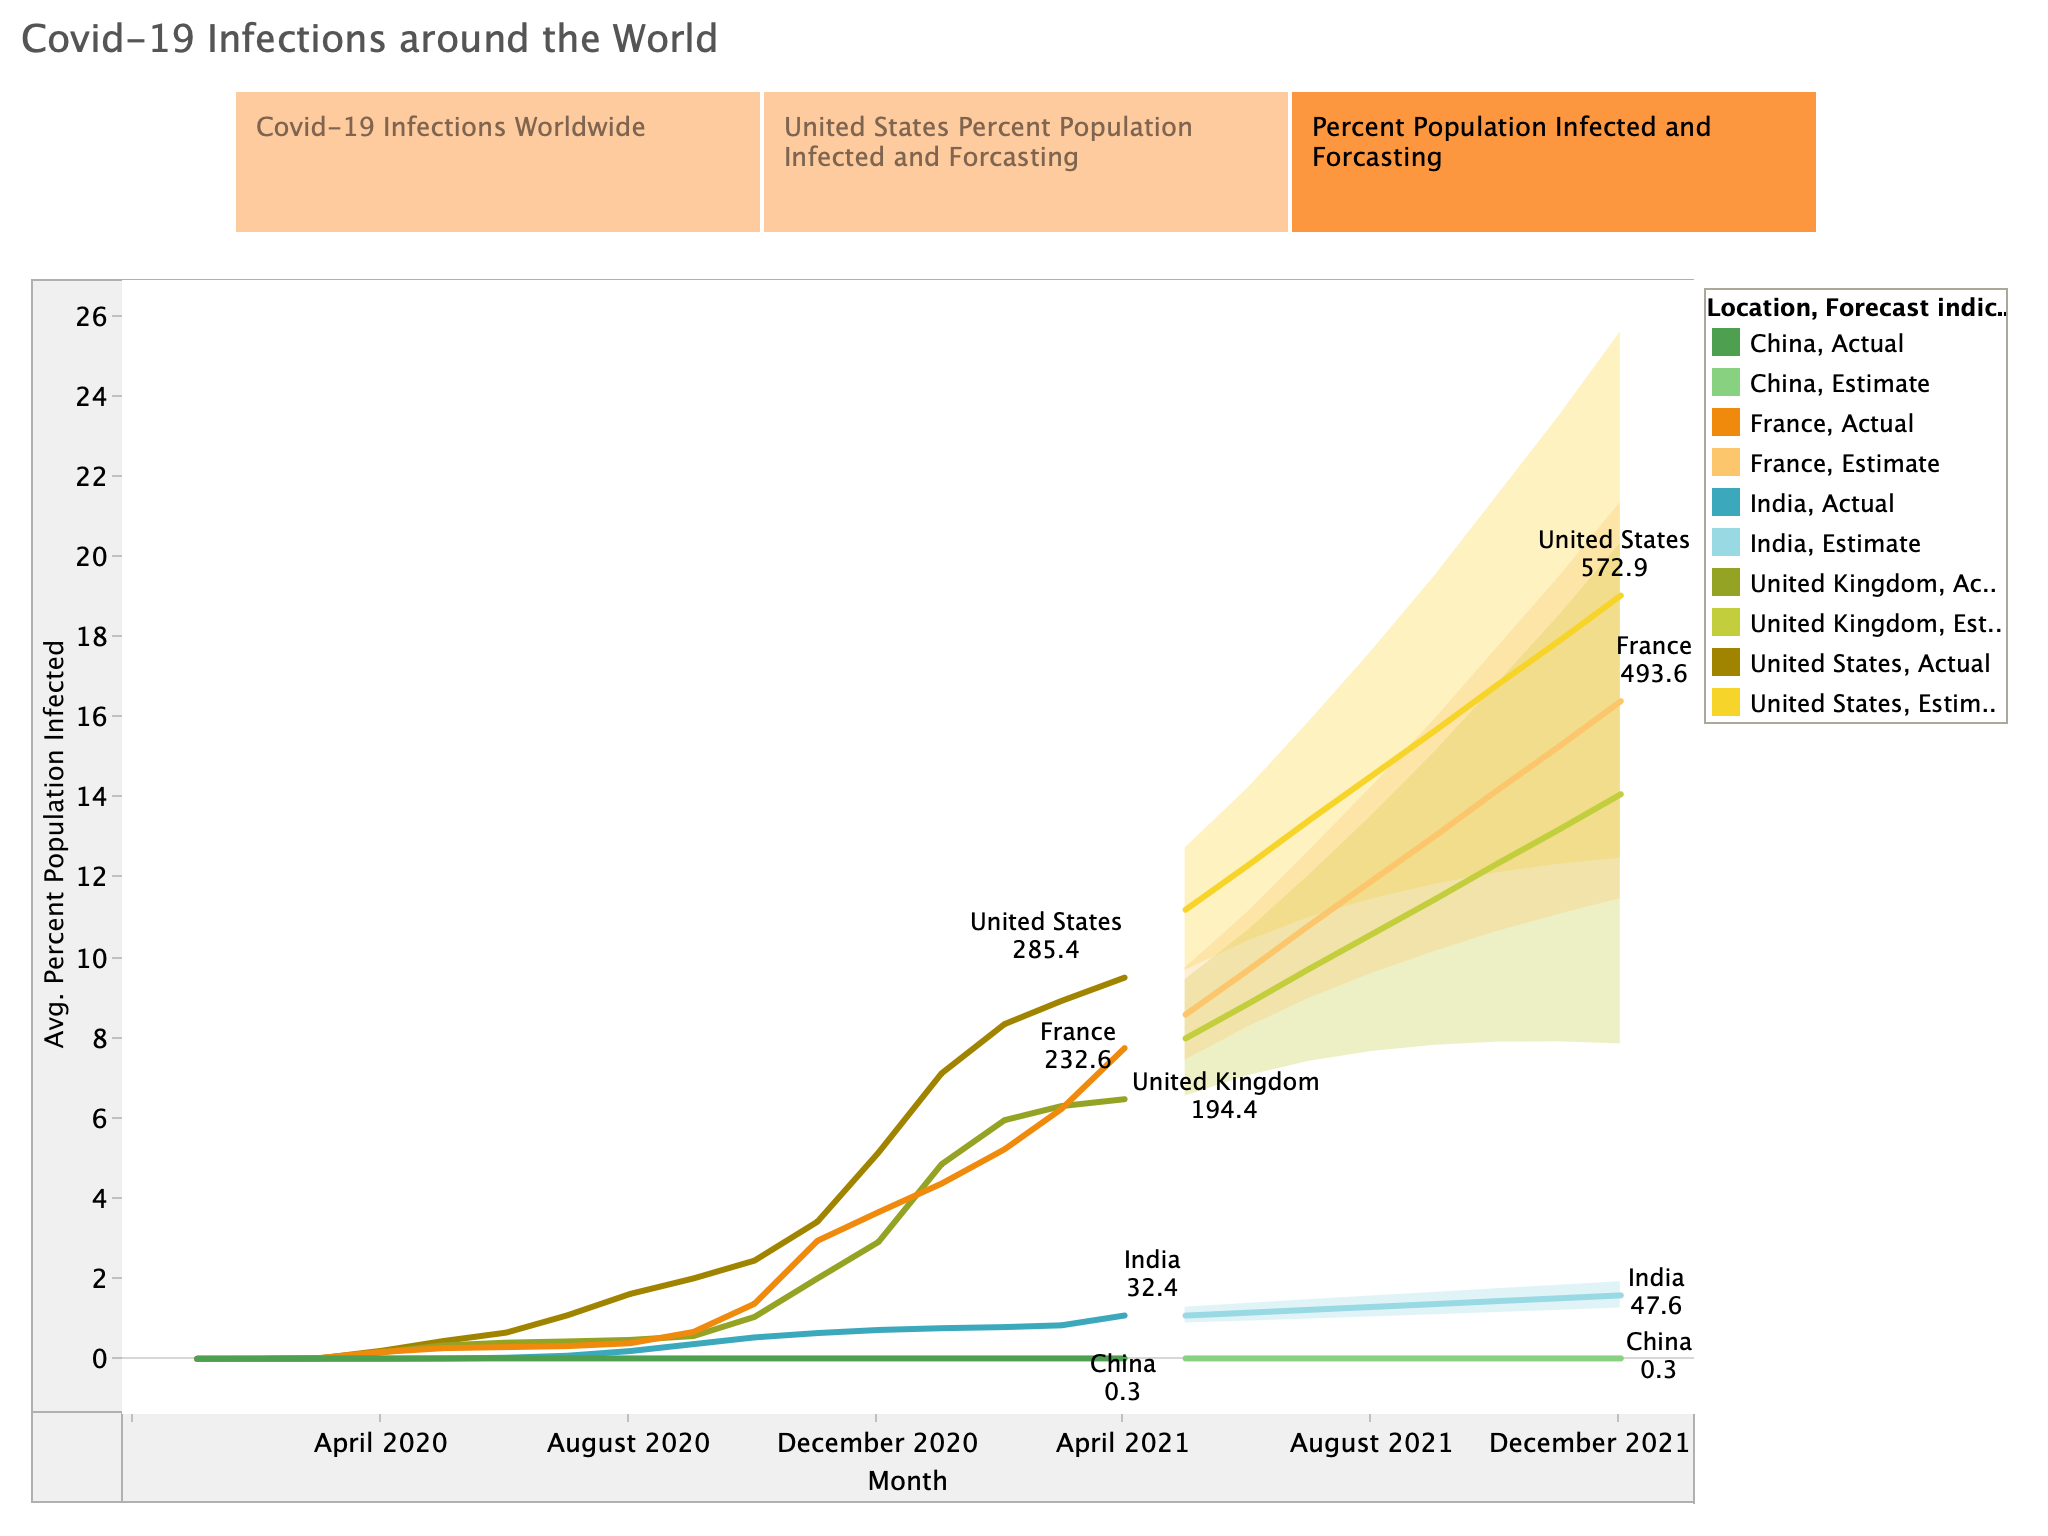 Covid-19 Infections around the World
Covid-19 Infections Worldwide
United States Percent Population
Infected and Forcasting
Percent Population Infected and
Forcasting
Avg. Percent Population Infected
26
24
22
20
18
16
14
12
10
8
6
4
2
0
United States
572.9
France
493.6
United States
285.4
France
232.6
United Kingdom
194.4
India
32.4
India
47.6
China
0.3
China
0.3
April 2020
August 2020
December 2020
April 2021
August 2021
December 2021
Month
Location, Forecast indic..
China, Actual
China, Estimate
France, Actual
France, Estimate
India, Actual
India, Estimate
United Kingdom, Ac..
United Kingdom, Est..
United States, Actual
United States, Estim..